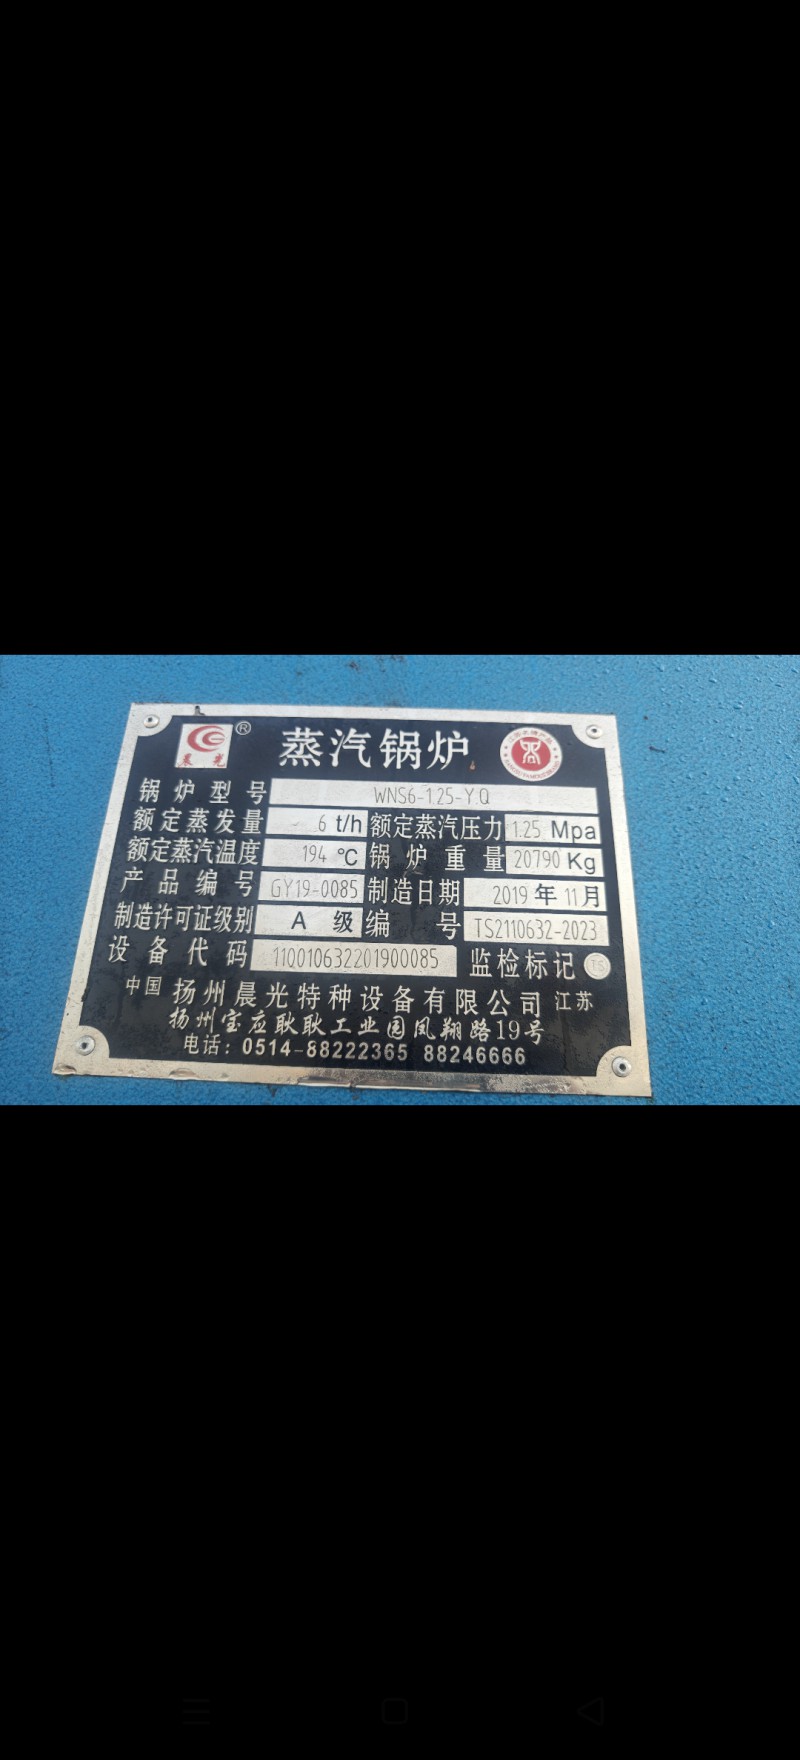 晨光 ®
蒸汽锅炉
锅炉型号 WNS6-1.25-Y.Q
额定蒸发量 6 t/h 额定蒸汽压力 1.25 Mpa
额定蒸汽温度 194 ℃ 锅炉重量 20790 Kg
产品编号 GY19-0085 制造日期 2019 年 11 月
制造许可证级别 A 级 编号 TS2110632-2023
设备代码 110010632201900085 监检标记 TS
中国 扬州晨光特种设备有限公司 江苏
扬州宝应耿耿工业园凤翔路19号
电话：0514-88222365 88246666